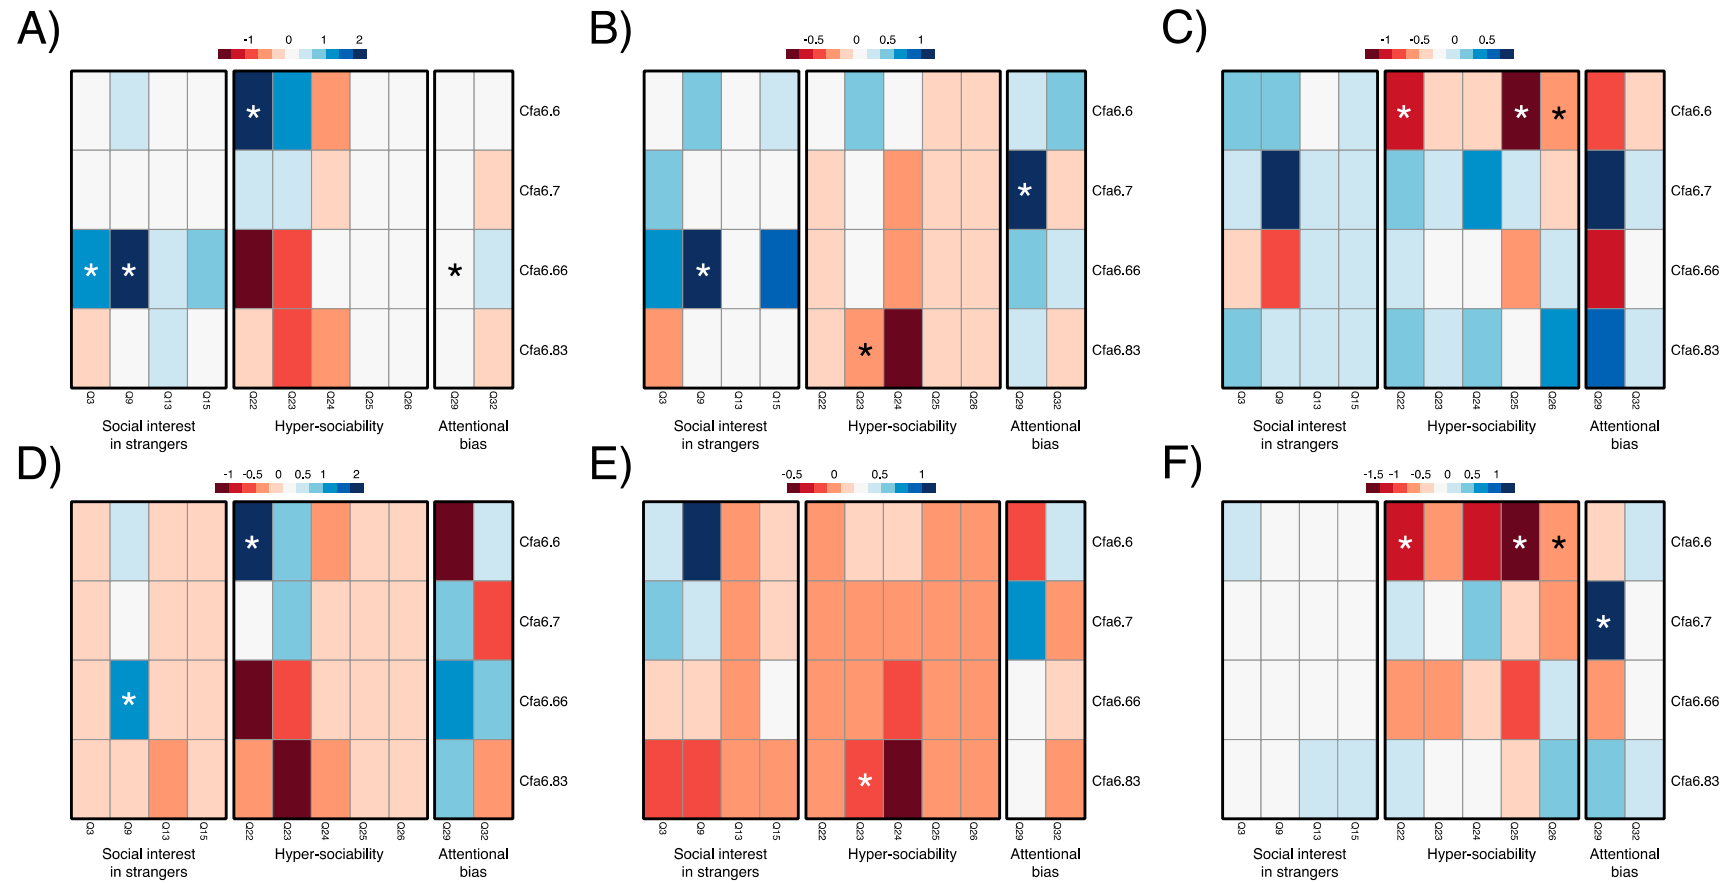 A)
-1 0 1 2
* Cfa6.6
Cfa6.7
* * * Cfa6.66
Cfa6.83
Q3 Q9 Q13 Q15 Q22 Q23 Q24 Q25 Q26 Q29 Q32
Social interest in strangers
Hyper-sociability
Attentional bias
B)
-0.5 0 0.5 1
Cfa6.6
* Cfa6.7
* Cfa6.66
* Cfa6.83
Q3 Q9 Q13 Q15 Q22 Q23 Q24 Q25 Q26 Q29 Q32
Social interest in strangers
Hyper-sociability
Attentional bias
C)
-1 -0.5 0 0.5
* * * Cfa6.6
Cfa6.7
Cfa6.66
Cfa6.83
Q3 Q9 Q13 Q15 Q22 Q23 Q24 Q25 Q26 Q29 Q32
Social interest in strangers
Hyper-sociability
Attentional bias
D)
-1 -0.5 0 0.5 1 2
* Cfa6.6
Cfa6.7
* Cfa6.66
Cfa6.83
Q3 Q9 Q13 Q15 Q22 Q23 Q24 Q25 Q26 Q29 Q32
Social interest in strangers
Hyper-sociability
Attentional bias
E)
-0.5 0 0.5 1
Cfa6.6
Cfa6.7
Cfa6.66
* Cfa6.83
Q3 Q9 Q13 Q15 Q22 Q23 Q24 Q25 Q26 Q29 Q32
Social interest in strangers
Hyper-sociability
Attentional bias
F)
-1,5 -1 -0.5 0 0.5 1
* * * Cfa6.6
* Cfa6.7
Cfa6.66
Cfa6.83
Q3 Q9 Q13 Q15 Q22 Q23 Q24 Q25 Q26 Q29 Q32
Social interest in strangers
Hyper-sociability
Attentional bias